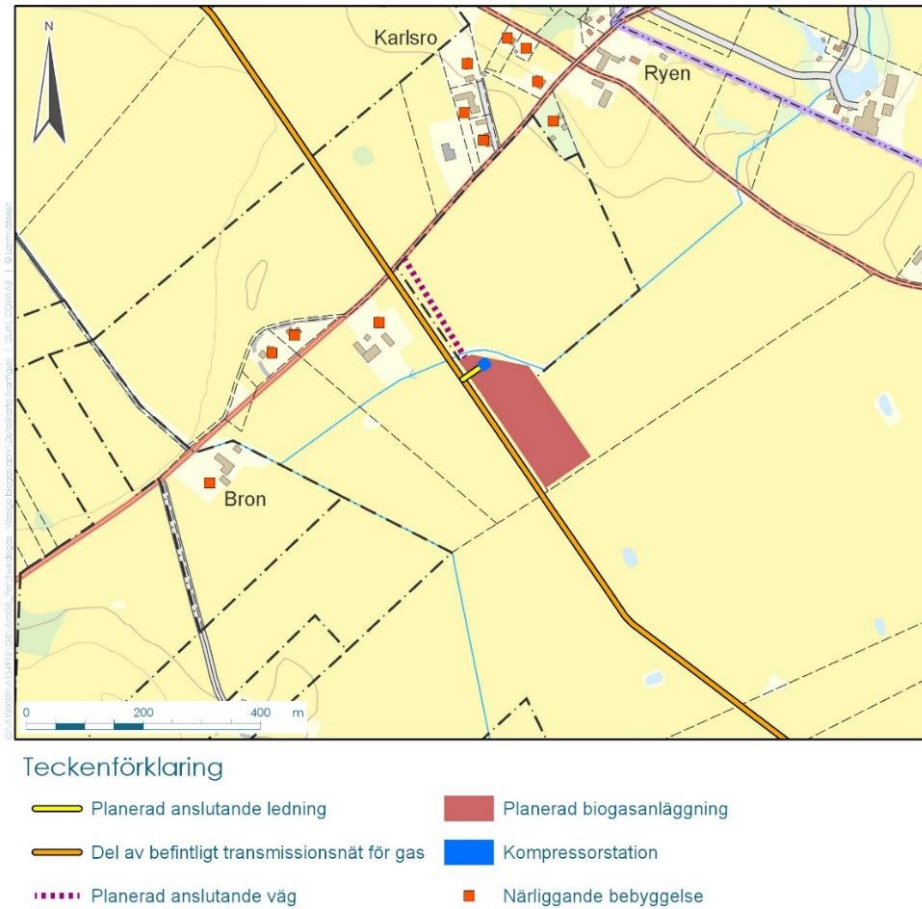 N
Karlsro
Ryen
Bron
0 200 400 m
Teckenförklaring
Planerad anslutande ledning
Planerad biogasanläggning
Del av befintligt transmissionsnät för gas
Kompressorstation
Planerad anslutande väg
Närliggande bebyggelse